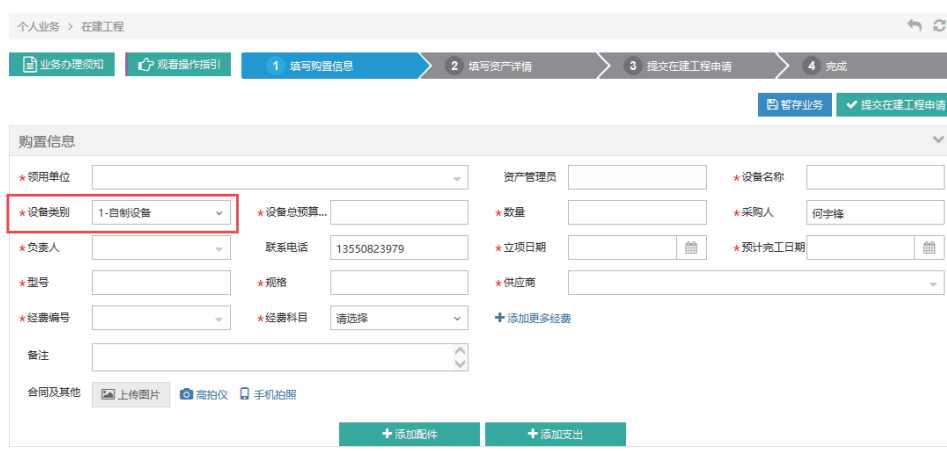 个人业务 > 在建工程
业务办理须知 观看操作指引 1 填写购置信息 2 填写资产详情 3 提交在建工程申请 4 完成
暂存业务 提交在建工程申请
购置信息
*领用单位 资产管理员 *设备名称
*设备类别 1-自制设备 *设备总预算... *数量 *采购人 何宇锋
*负责人 联系电话 13550823979 *立项日期 *预计完工日期
*型号 *规格 *供应商
*经费编号 *经费科目 请选择 添加更多经费
备注
合同及其他 上传图片 高拍仪 手机拍照
添加配件 添加支出